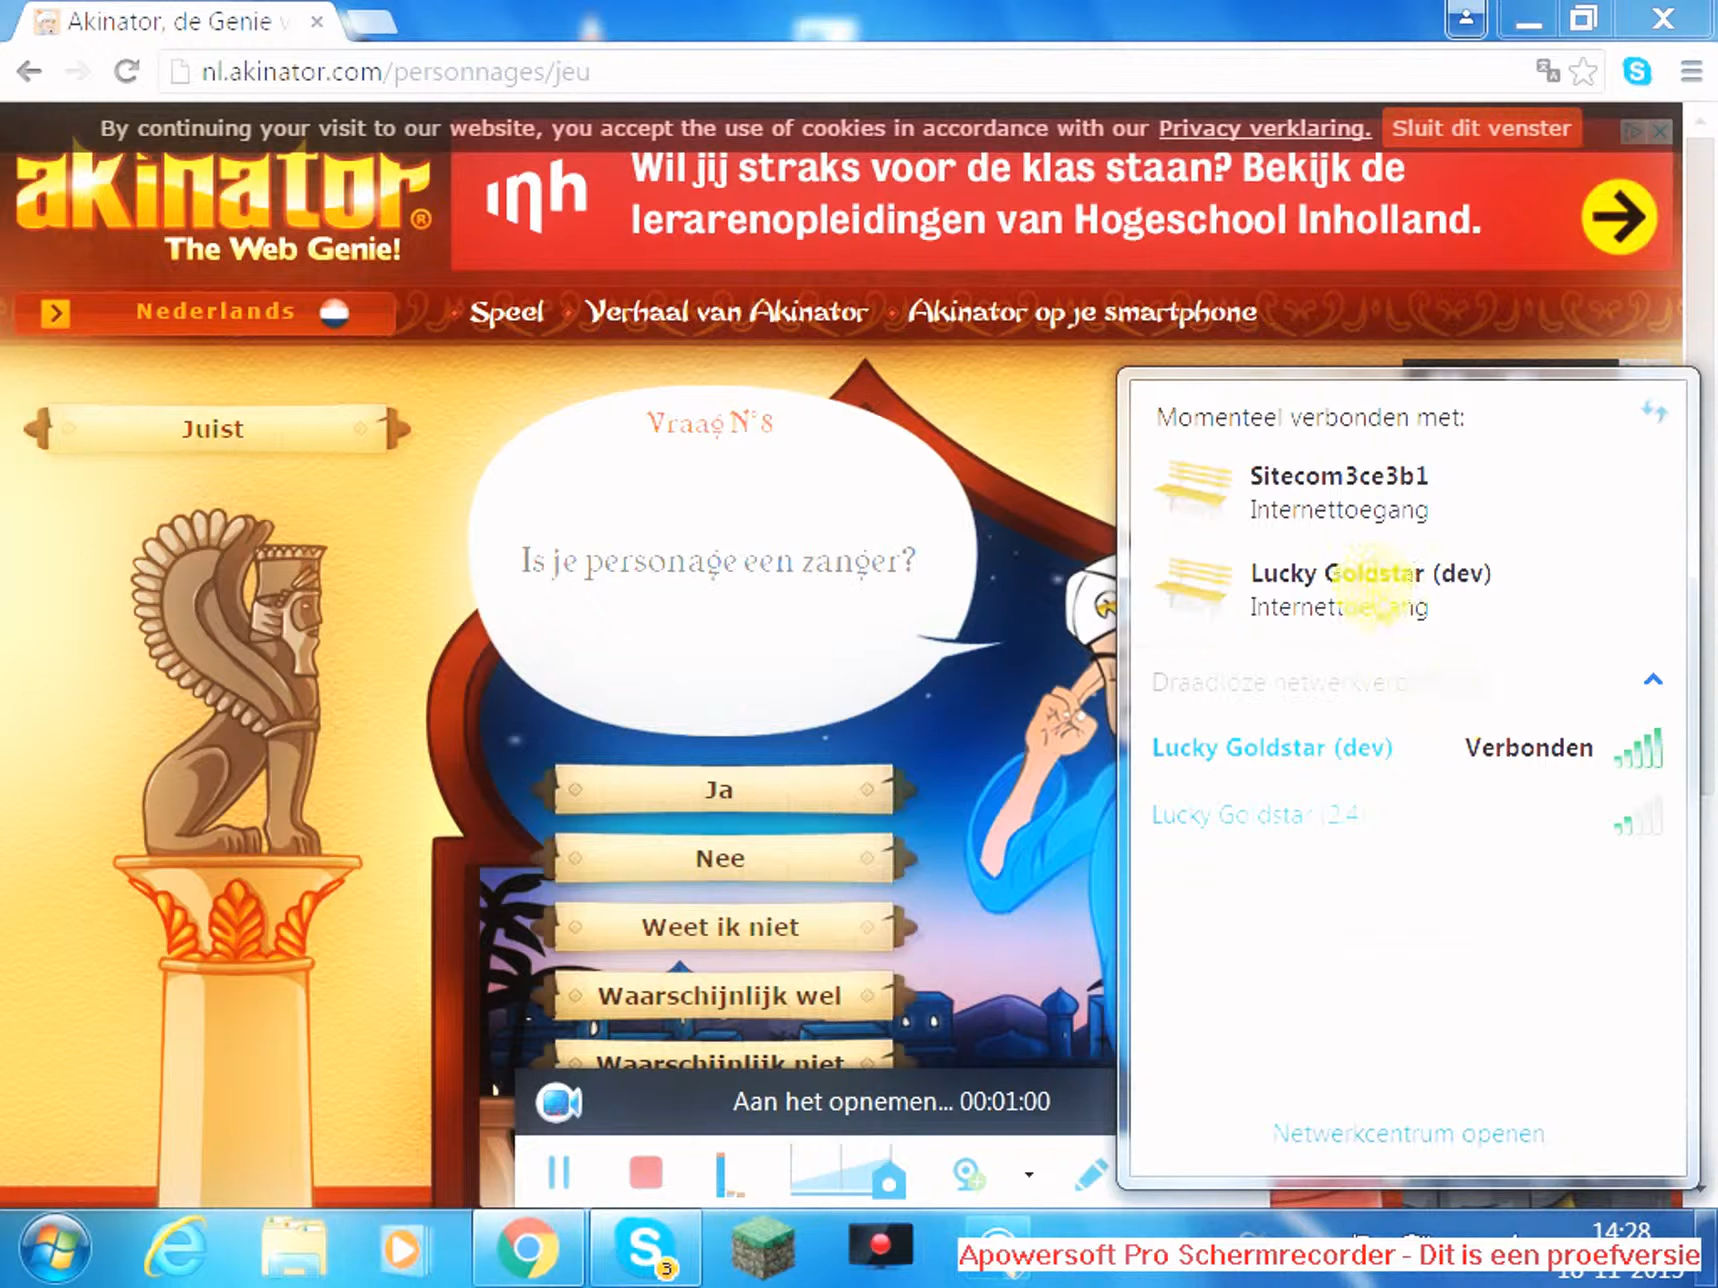 Akinator, de Genie v
nl.akinator.com/personnages/jeu
By continuing your visit to our website, you accept the use of cookies in accordance with our Privacy verklaring.
Sluit dit venster
akinator®
The Web Genie!
inh
Wil jij straks voor de klas staan? Bekijk de
lerarenopleidingen van Hogeschool Inholland.
Nederlands
Speel
Verhaal van Akinator
Akinator op je smartphone
Juist
Vraag N°8
Is je personage een zanger?
Ja
Nee
Weet ik niet
Waarschijnlijk wel
Waarschijnlijk niet
Momenteel verbonden met:
Sitecom3ce3b1
Internettoegang
Lucky Goldstar (dev)
Internettoegang
Lucky Goldstar (dev)
Verbonden
Lucky Goldstar (2.4)
Netwerkcentrum openen
Aan het opnemen... 00:01:00
S
3
14:28
Apowersoft Pro Schermrecorder - Dit is een proefversie